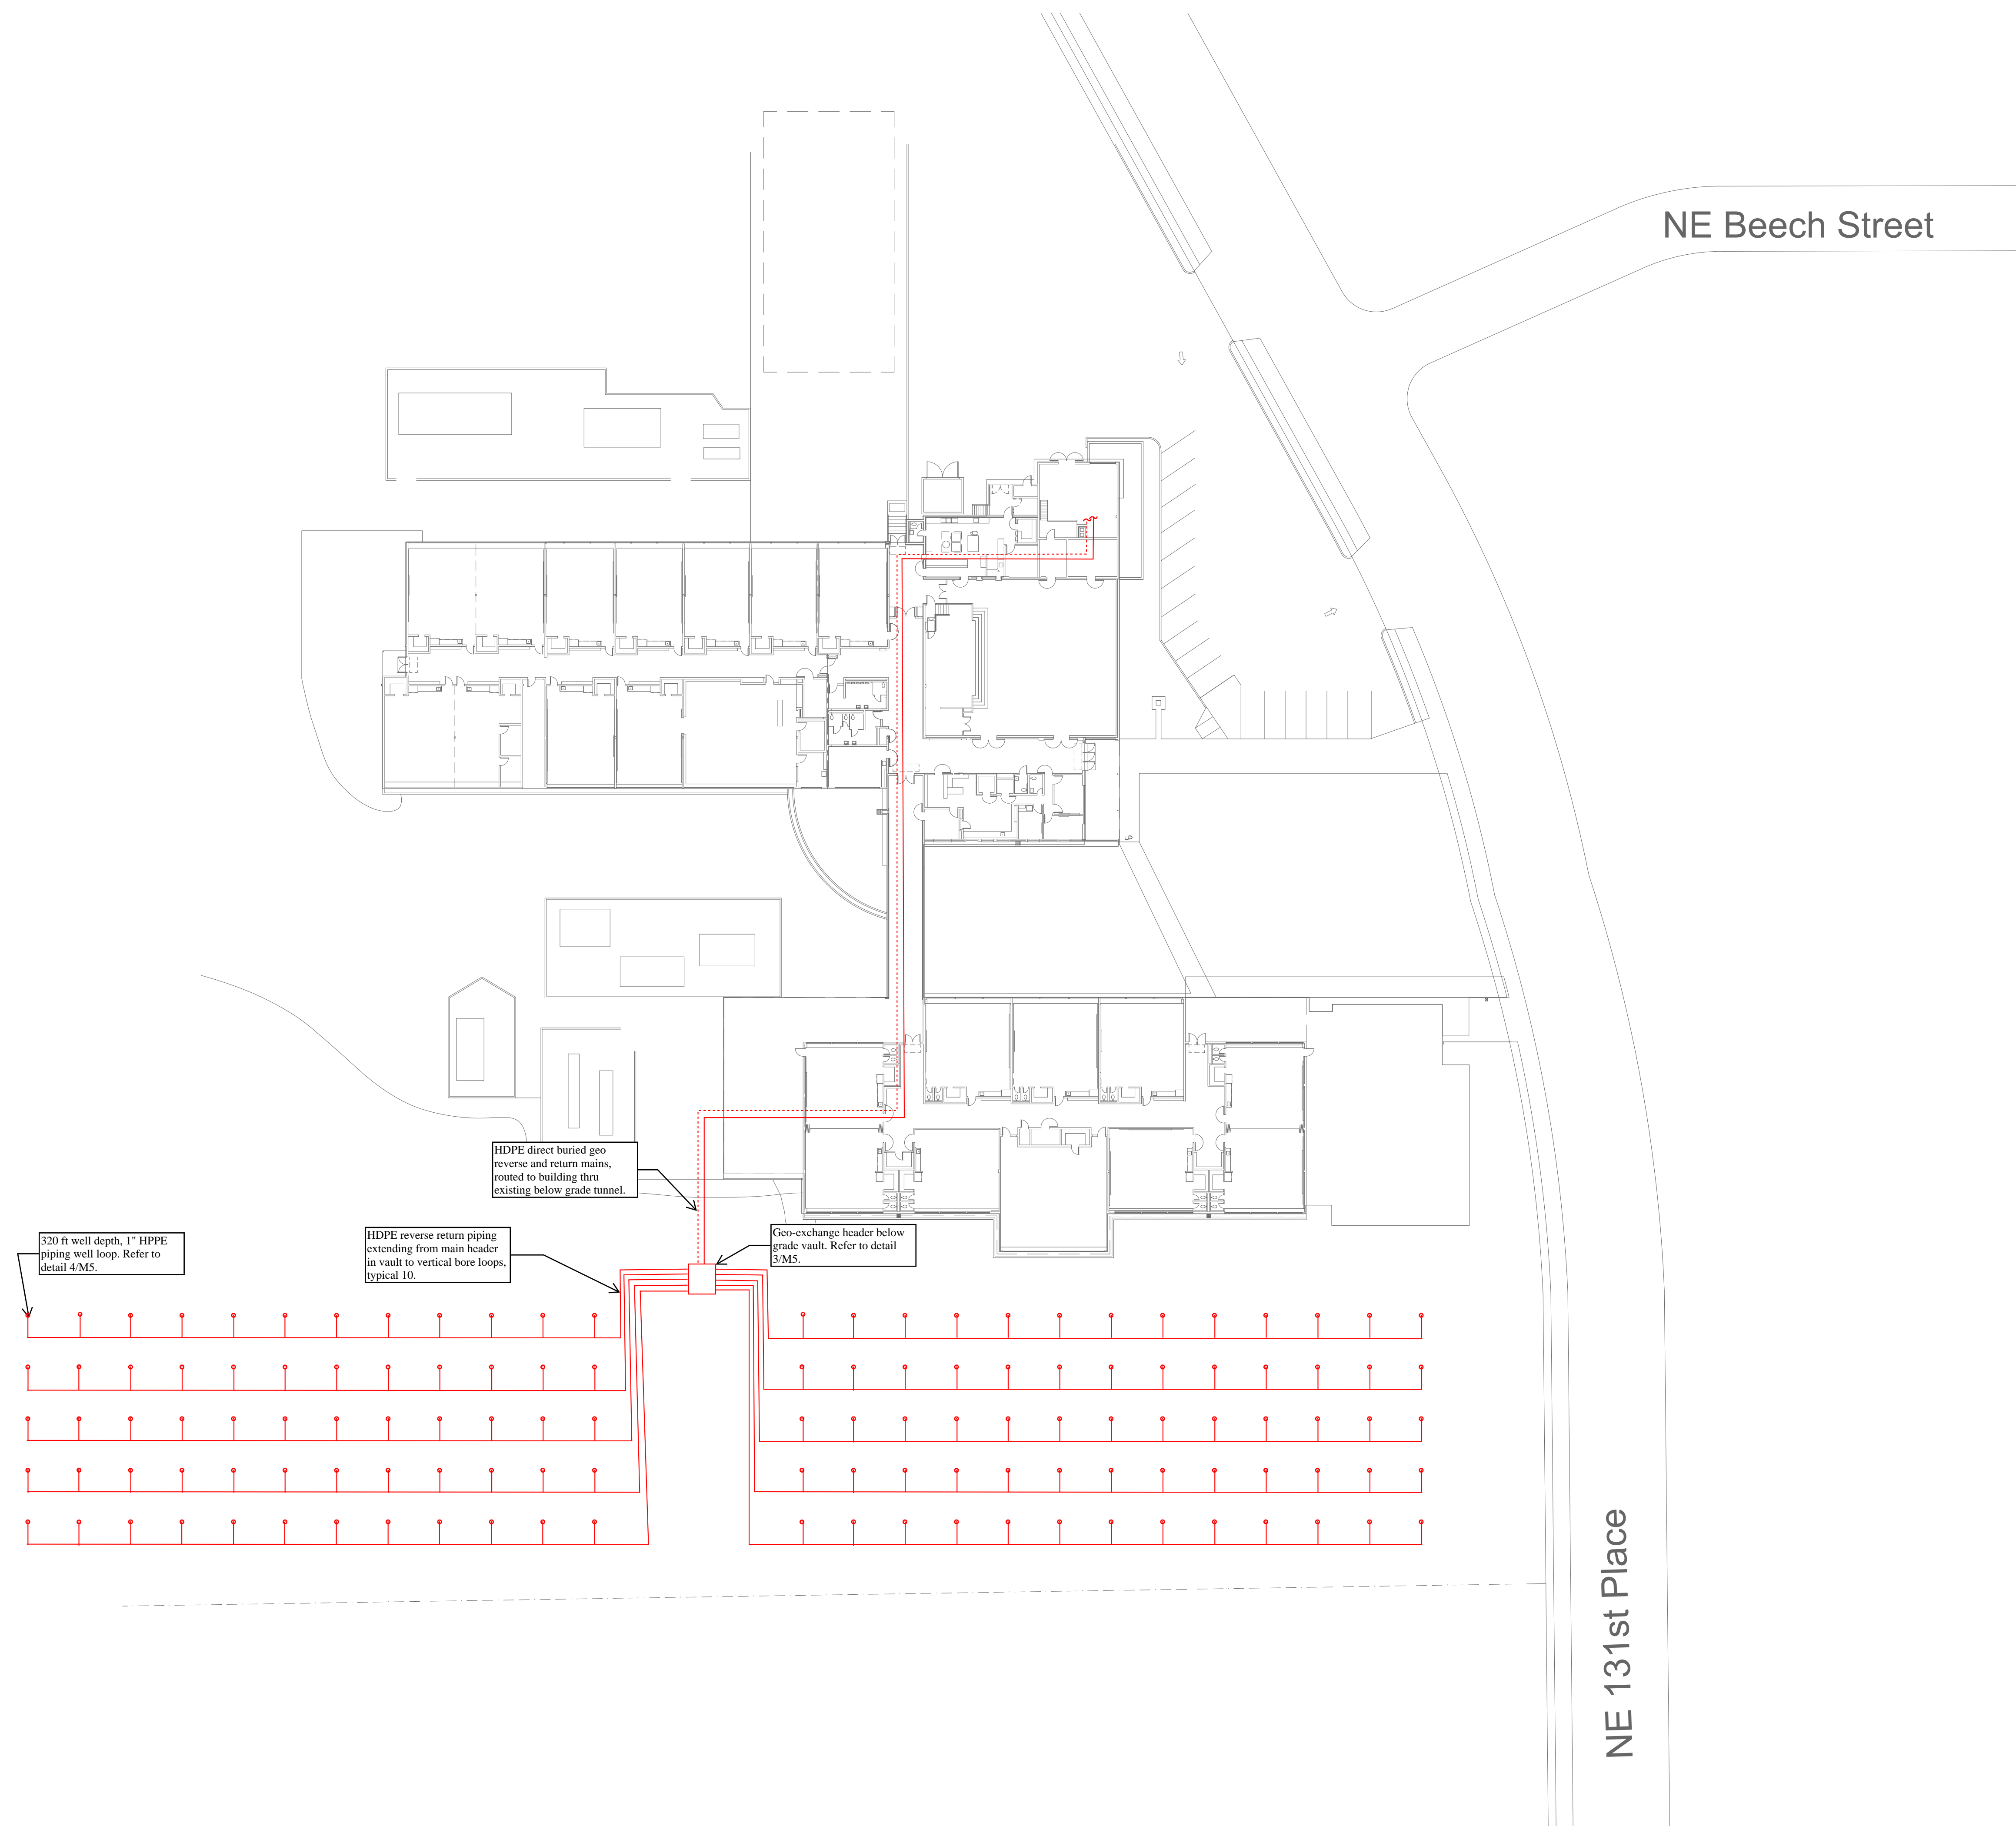 NE Beech Street
HDPE direct buried geo
reverse and return mains,
routed to building thru
existing below grade tunnel.
320 ft well depth, 1" HPPE
piping well loop. Refer to
detail 4/M5.
HDPE reverse return piping
extending from main header
in vault to vertical bore loops,
typical 10.
Geo-exchange header below
grade vault. Refer to detail
3/M5.
NE 131st Place